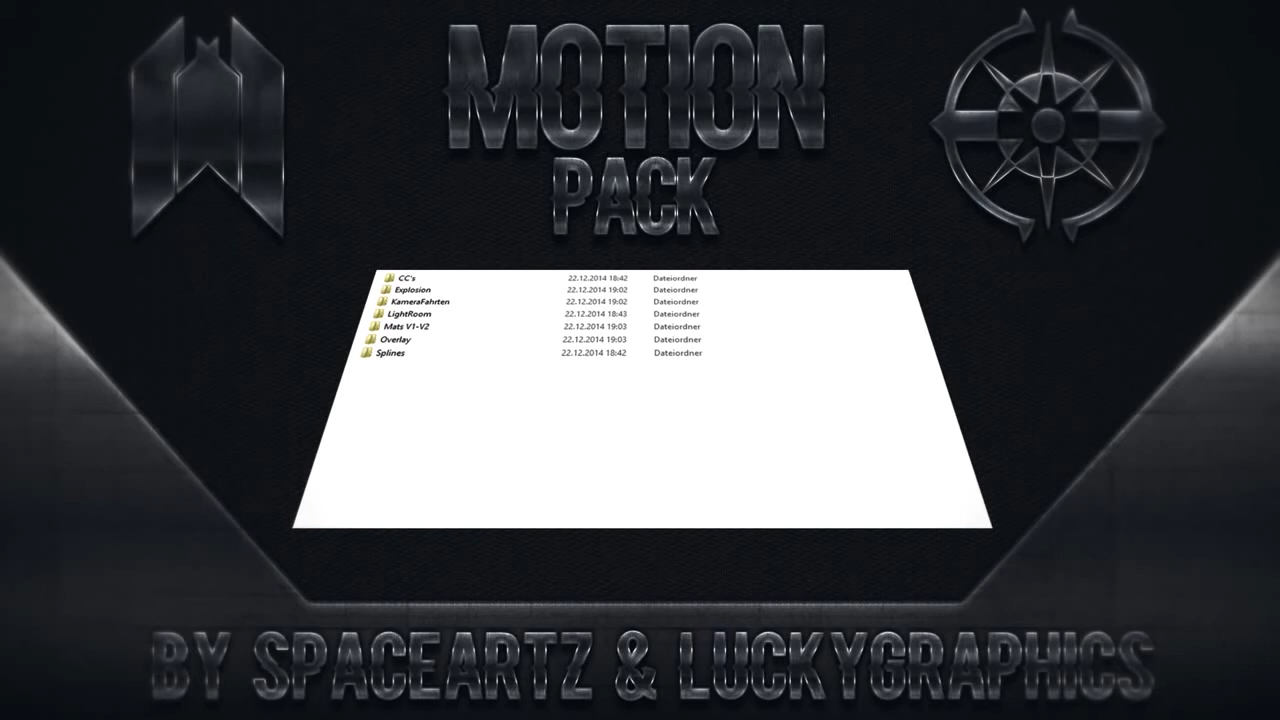 MOTION
PACK
CC's 22.12.2014 18:42 Dateiordner
Explosion 22.12.2014 19:02 Dateiordner
KameraFahrten 22.12.2014 19:02 Dateiordner
LightRoom 22.12.2014 18:43 Dateiordner
Mats V1-V2 22.12.2014 19:03 Dateiordner
Overlay 22.12.2014 19:03 Dateiordner
Splines 22.12.2014 18:42 Dateiordner
BY SPACEARTZ & LUCKYGRAPHICS